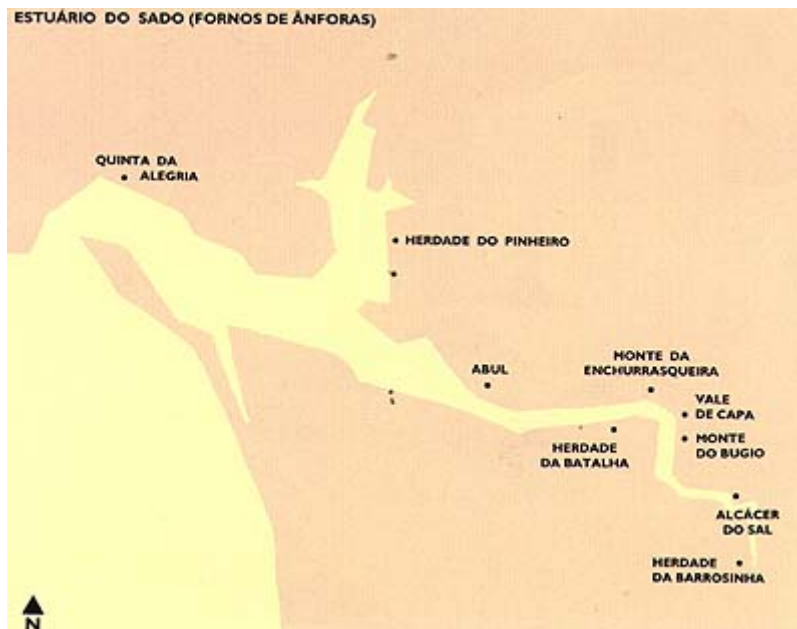 ESTUÁRIO DO SADO (FORNOS DE ÂNFORAS)
QUINTA DA
ALEGRIA
HERDADE DO PINHEIRO
ABUL
MONTE DA
ENCHURRASQUEIRA
VALE
DE CAPA
MONTE
DO BUGIO
HERDADE
DA BATALHA
ALCÁCER
DO SAL
HERDADE
DA BARROSINHA
N